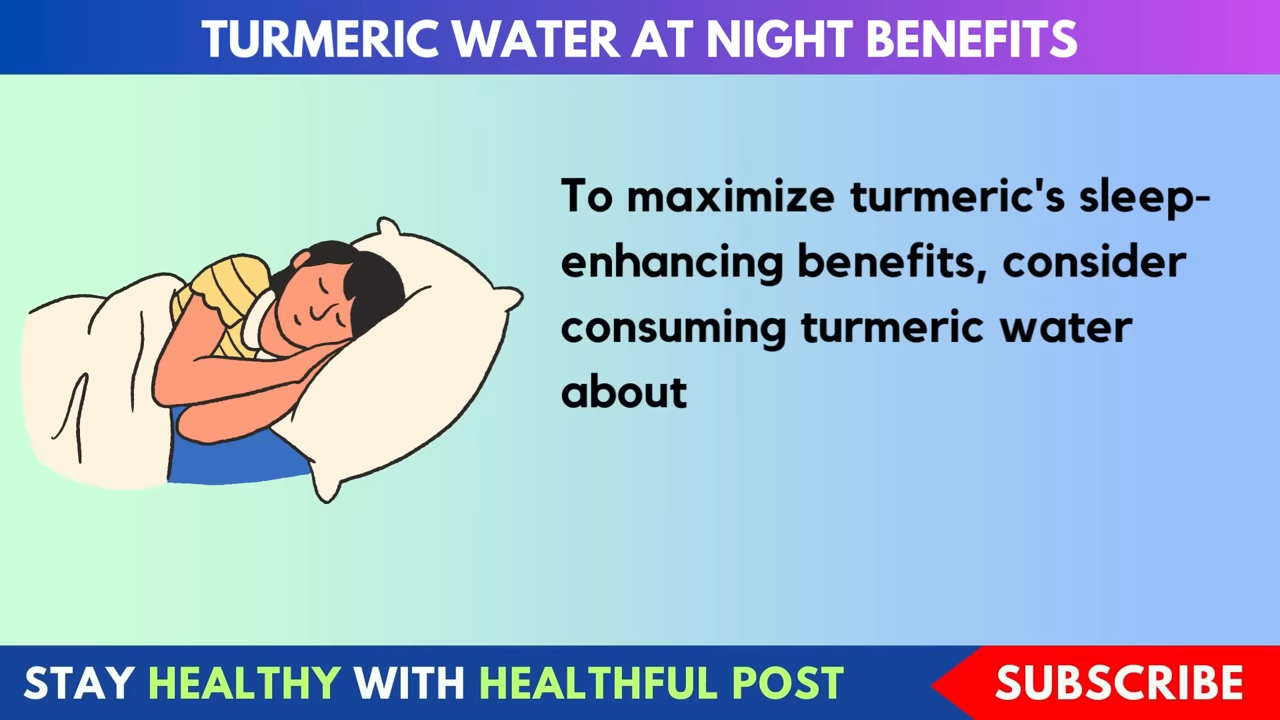 TURMERIC WATER AT NIGHT BENEFITS
To maximize turmeric's sleep-
enhancing benefits, consider
consuming turmeric water
about
STAY HEALTHY WITH HEALTHFUL POST
SUBSCRIBE